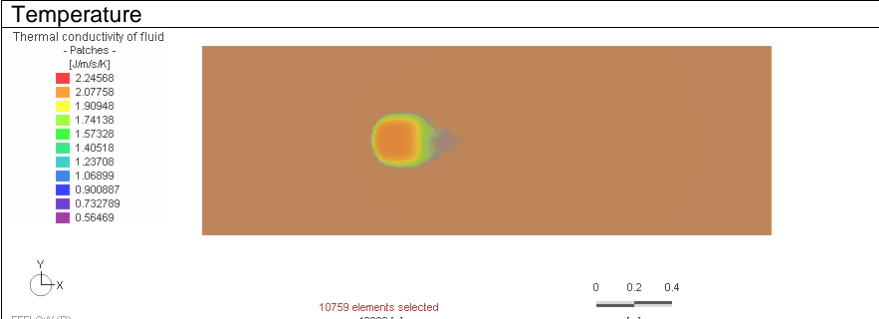 Temperature
Thermal conductivity of fluid
- Patches -
[J/m/s/K]
2.24568
2.07758
1.90948
1.74138
1.57328
1.40518
1.23708
1.06899
0.900887
0.732789
0.56469
Y
X
0 0.2 0.4
10759 elements selected